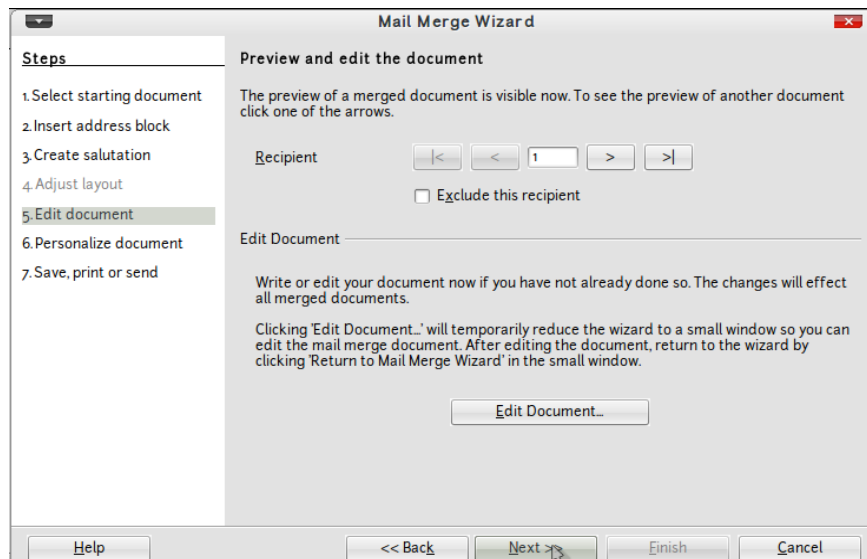 Mail Merge Wizard
Steps
1. Select starting document
2. Insert address block
3. Create salutation
4. Adjust layout
5. Edit document
6. Personalize document
7. Save, print or send
Preview and edit the document
The preview of a merged document is visible now. To see the preview of another document
click one of the arrows.
Recipient |< < 1 > >|
Exclude this recipient
Edit Document
Write or edit your document now if you have not already done so. The changes will effect
all merged documents.
Clicking 'Edit Document...' will temporarily reduce the wizard to a small window so you can
edit the mail merge document. After editing the document, return to the wizard by
clicking 'Return to Mail Merge Wizard' in the small window.
Edit Document...
Help << Back Next >> Finish Cancel